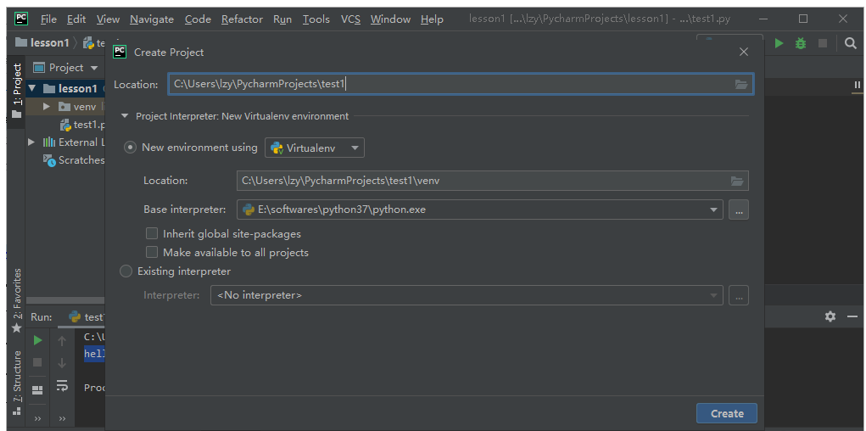 PC File Edit View Navigate Code Refactor Run Tools VCS Window Help lesson1 [...\lzy\PycharmProjects\lesson1] - ...\test1.py
lesson1
PC Create Project
1: Project
Project
Location: C:\Users\lzy\PycharmProjects\test1
lesson1
venv
Project Interpreter: New Virtualenv environment
test1.p
External L
New environment using Virtualenv
Scratches
Location: C:\Users\lzy\PycharmProjects\test1\venv
Base interpreter: E:\softwares\python37\python.exe ...
Inherit global site-packages
Make available to all projects
Existing interpreter
2: Favorites
Interpreter: <No interpreter> ...
Run: test
C:\U
hell
7: Structure
Proc
Create